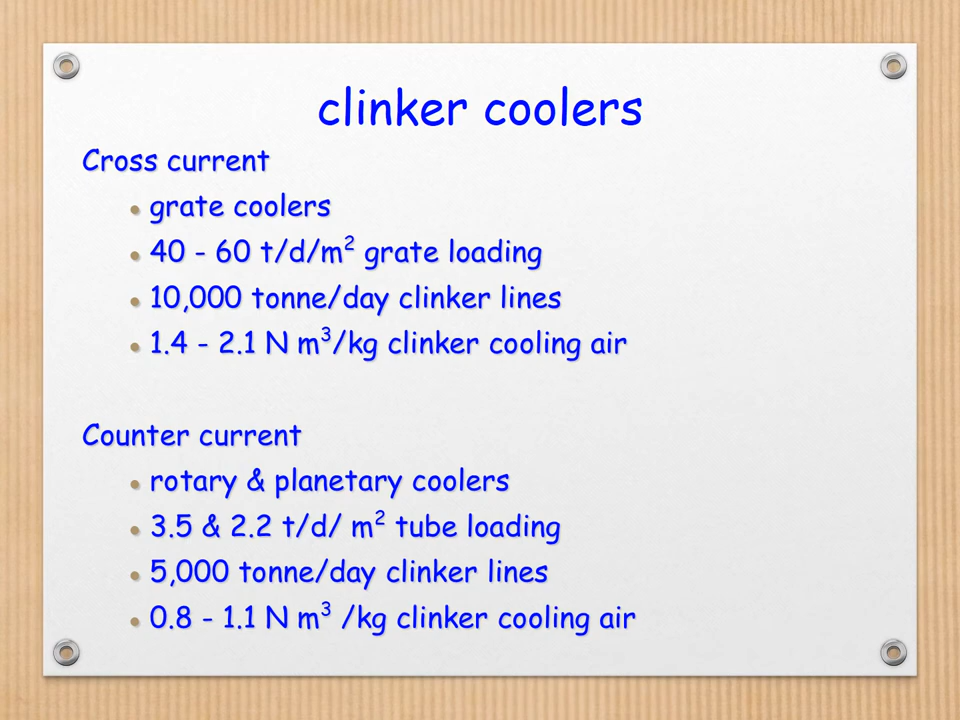 clinker coolers
Cross current
• grate coolers
• 40 - 60 t/d/m² grate loading
• 10,000 tonne/day clinker lines
• 1.4 - 2.1 N m³/kg clinker cooling air
Counter current
• rotary & planetary coolers
• 3.5 & 2.2 t/d/ m² tube loading
• 5,000 tonne/day clinker lines
• 0.8 - 1.1 N m³ /kg clinker cooling air